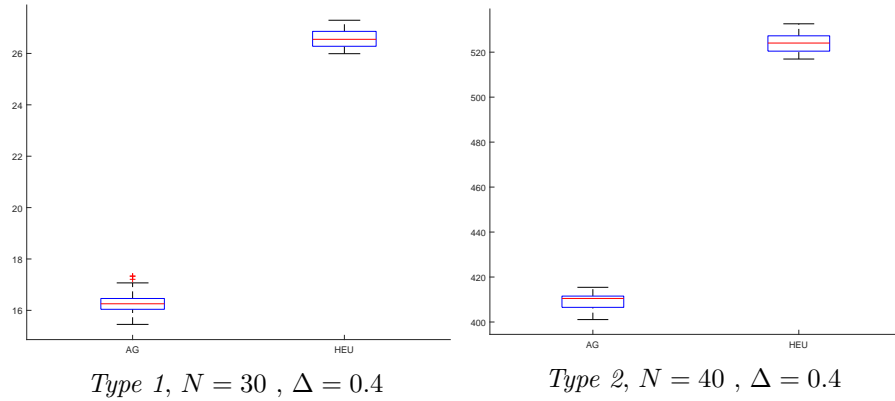 26
24
22
20
18
16
AG
HEU
Type 1, N = 30 , Δ = 0.4
520
500
480
460
440
420
400
AG
HEU
Type 2, N = 40 , Δ = 0.4